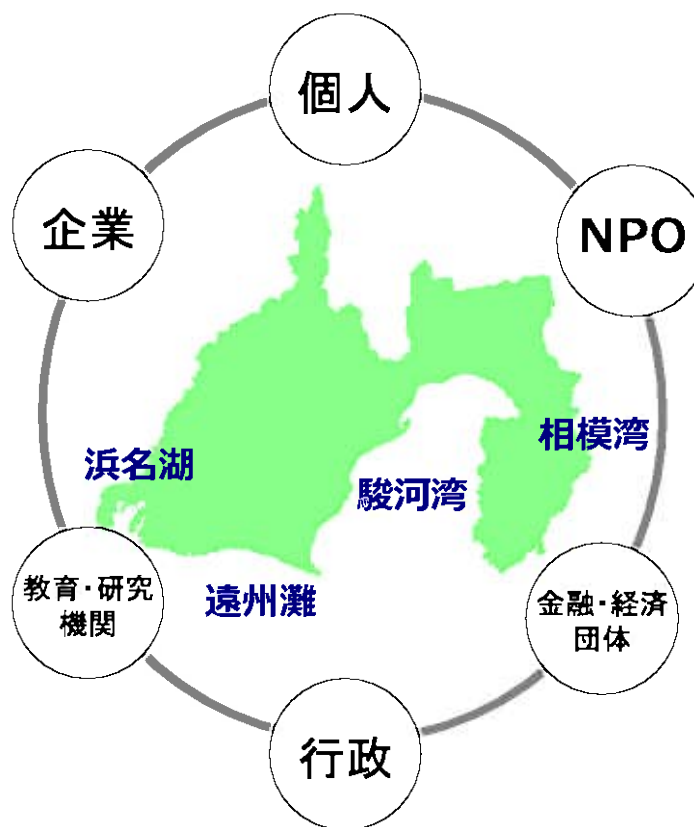 個人
企業
NPO
相模湾
浜名湖
駿河湾
教育・研究
機関
遠州灘
金融・経済
団体
行政